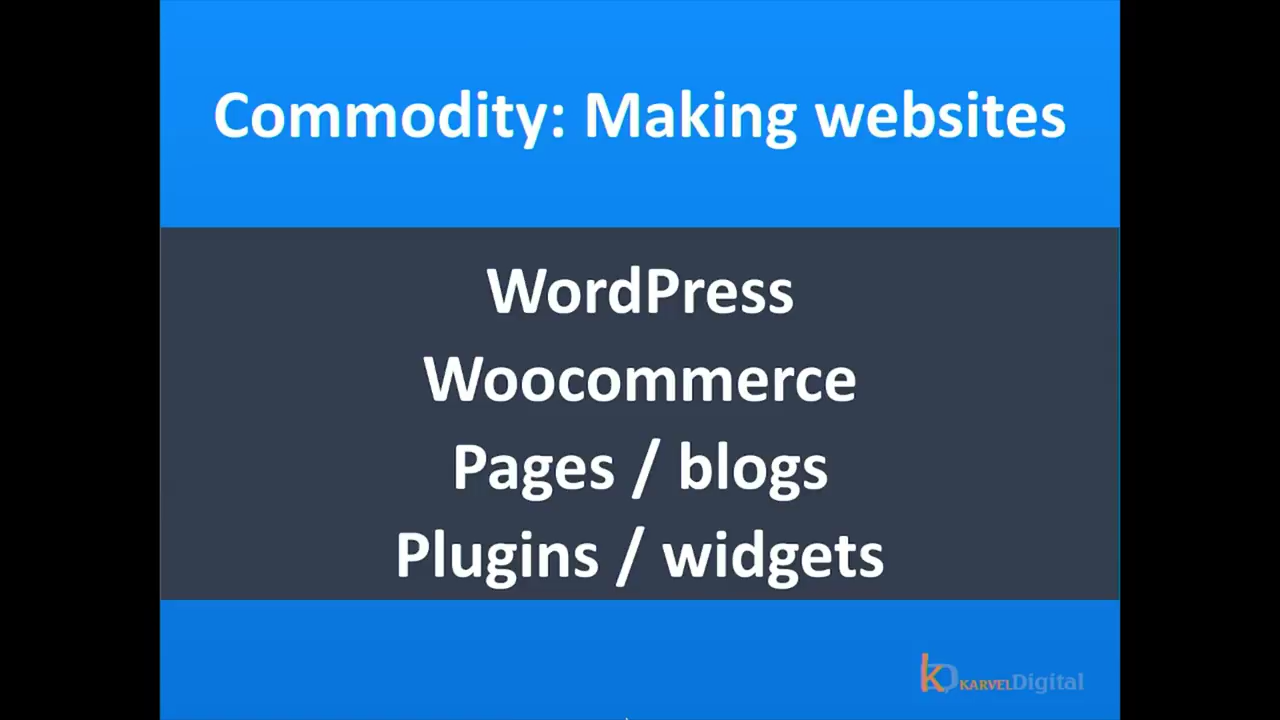 Commodity: Making websites
WordPress
Woocommerce
Pages / blogs
Plugins / widgets
KARVELDigital